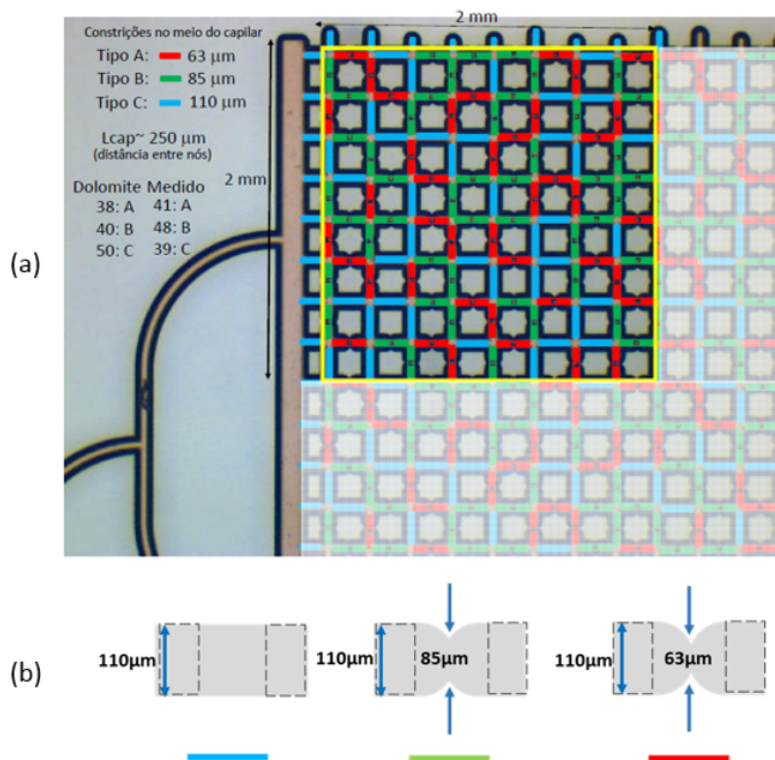 (a)
2 mm
Constrições no meio do capilar
Tipo A: 63 µm
Tipo B: 85 µm
Tipo C: 110 µm
Lcap~ 250 µm
(distância entre nós)
2 mm
Dolomite Medido
38: A 41: A
40: B 48: B
50: C 39: C
(b)
110µm
110µm 85µm
110µm 63µm